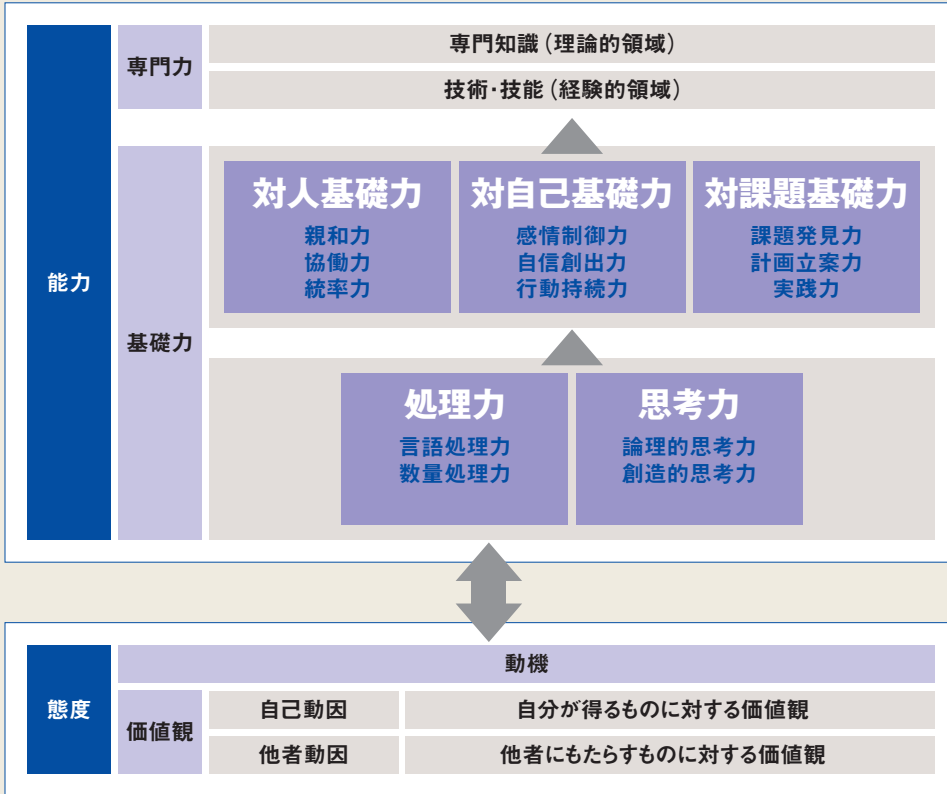 能力
専門力
専門知識（理論的領域）
技術・技能（経験的領域）
基礎力
対人基礎力
親和力
協働力
統率力
対自己基礎力
感情制御力
自信創出力
行動持続力
対課題基礎力
課題発見力
計画立案力
実践力
処理力
言語処理力
数量処理力
思考力
論理的思考力
創造的思考力
態度
動機
価値観
自己動因
自分が得るものに対する価値観
他者動因
他者にもたらすものに対する価値観